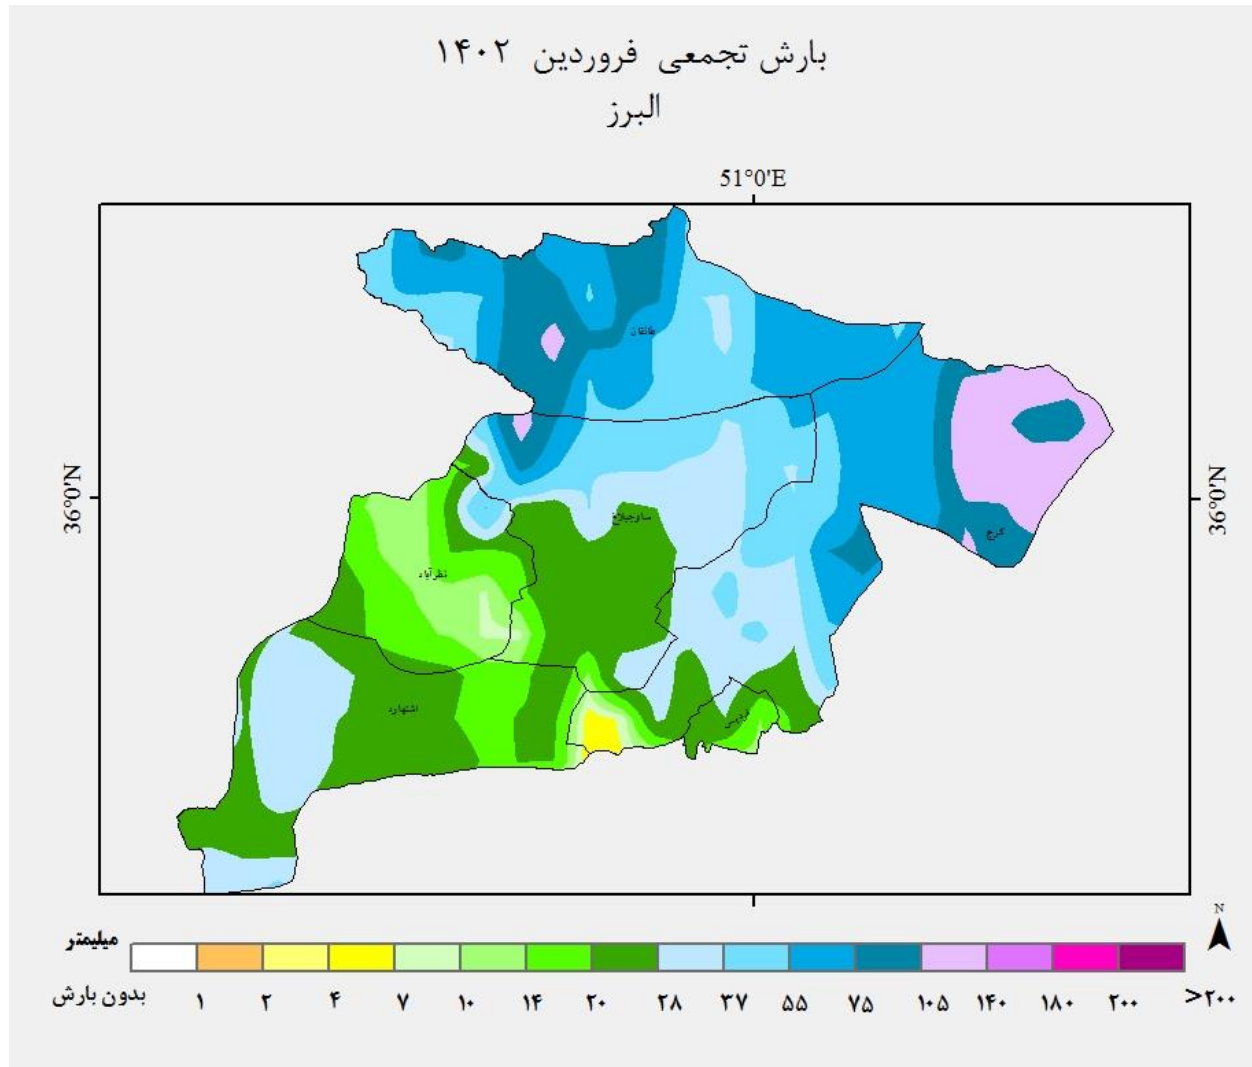 بارش تجمعی فروردین ۱۴۰۲
البرز
51°0'E
36°0'N
36°0'N
طالقان
کرج
ساوجبلاغ
نظرآباد
اشتهارد
فردیس
N
میلیمتر
بدون بارش ۱ ۲ ۴ ۷ ۱۰ ۱۴ ۲۰ ۲۸ ۳۷ ۵۵ ۷۵ ۱۰۵ ۱۴۰ ۱۸۰ ۲۰۰ >۲۰۰